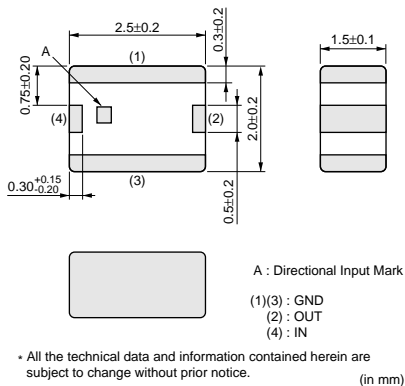 2.5±0.2
0.3±0.2
1.5±0.1
A
(1)
0.75±0.20
(4)
(2)
2.0±0.2
(3)
0.30+0.15
-0.20
0.5±0.2
A : Directional Input Mark
(1)(3) : GND
(2) : OUT
(4) : IN
* All the technical data and information contained herein are
subject to change without prior notice.
(in mm)